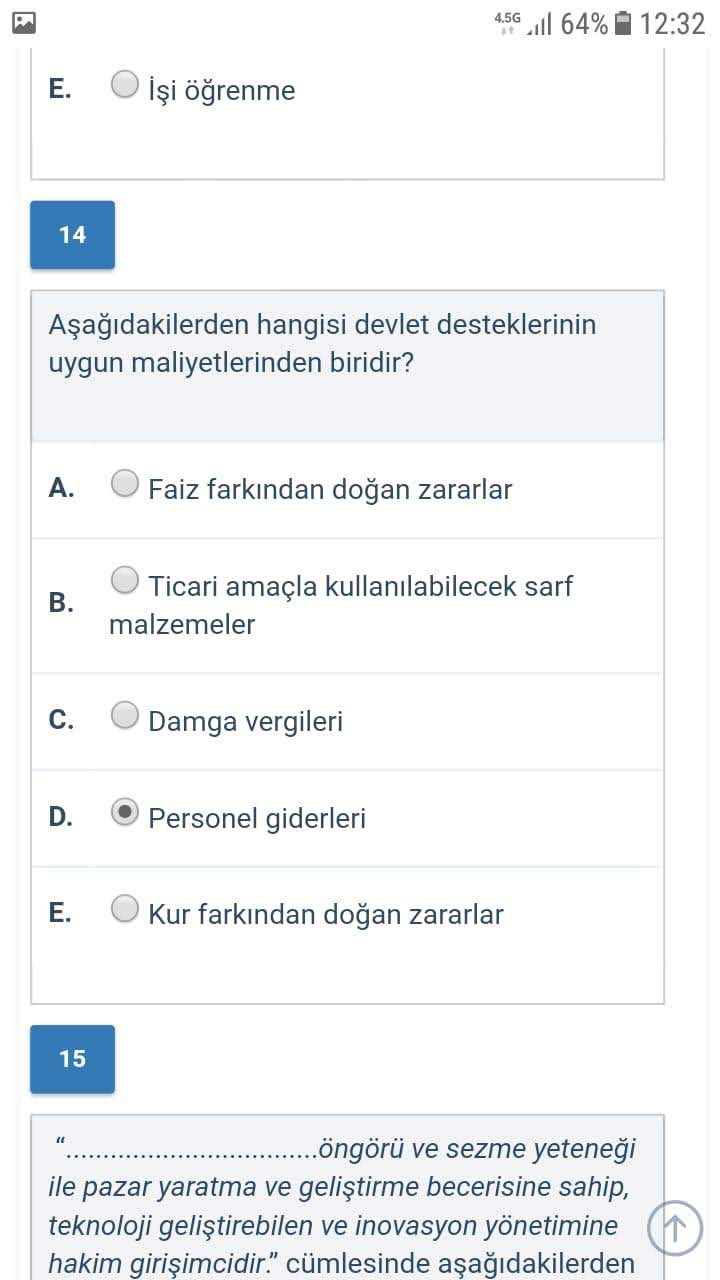 4.5G 64% 12:32
E. İşi öğrenme
14
Aşağıdakilerden hangisi devlet desteklerinin
uygun maliyetlerinden biridir?
A. Faiz farkından doğan zararlar
B. Ticari amaçla kullanılabilecek sarf
malzemeler
C. Damga vergileri
D. Personel giderleri
E. Kur farkından doğan zararlar
15
“..................................öngörü ve sezme yeteneği
ile pazar yaratma ve geliştirme becerisine sahip,
teknoloji geliştirebilen ve inovasyon yönetimine
hakim girişimcidir.” cümlesinde aşağıdakilerden